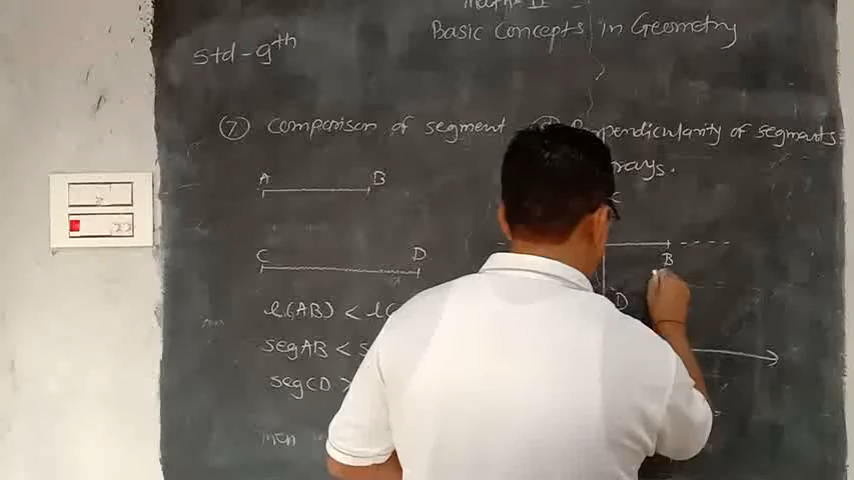 Maths II
Basic Concepts in Geometry
Std - 9th
7 Comparison of segment
Perpendicularity of segments
rays.
A B
C
C D
B
D
l(AB) < l(
seg AB < s
seg CD >